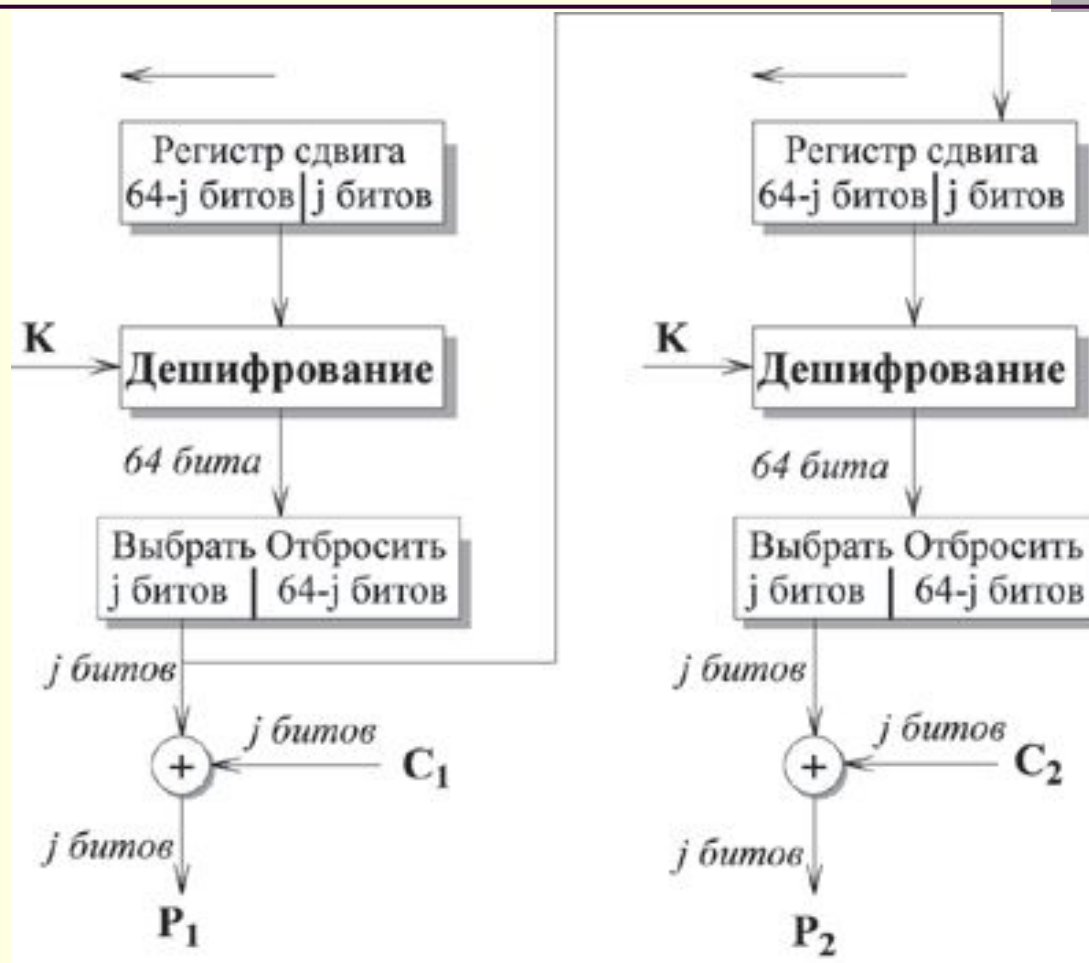 Регистр сдвига
64-j битов | j битов
K
Дешифрование
64 бита
Выбрать Отбросить
j битов | 64-j битов
j битов
j битов
+
C₁
j битов
P₁
Регистр сдвига
64-j битов | j битов
K
Дешифрование
64 бита
Выбрать Отбросить
j битов | 64-j битов
j битов
j битов
+
C₂
j битов
P₂